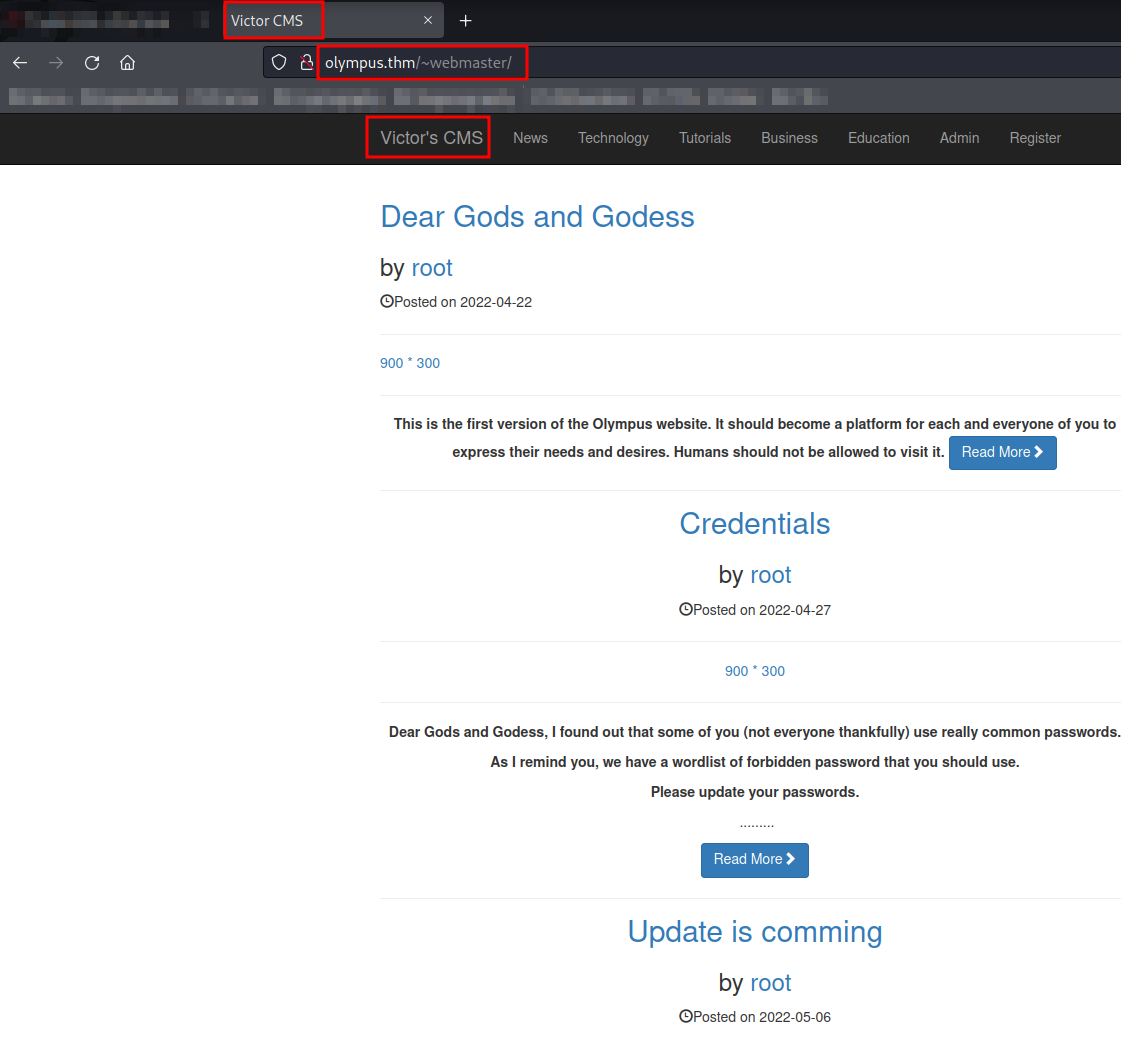 Victor CMS
olympus.thm/~webmaster/
Victor's CMS News Technology Tutorials Business Education Admin Register
Dear Gods and Godess
by root
Posted on 2022-04-22
900 * 300
This is the first version of the Olympus website. It should become a platform for each and everyone of you to
express their needs and desires. Humans should not be allowed to visit it. Read More
Credentials
by root
Posted on 2022-04-27
900 * 300
Dear Gods and Godess, I found out that some of you (not everyone thankfully) use really common passwords.
As I remind you, we have a wordlist of forbidden password that you should use.
Please update your passwords.
.........
Read More
Update is comming
by root
Posted on 2022-05-06